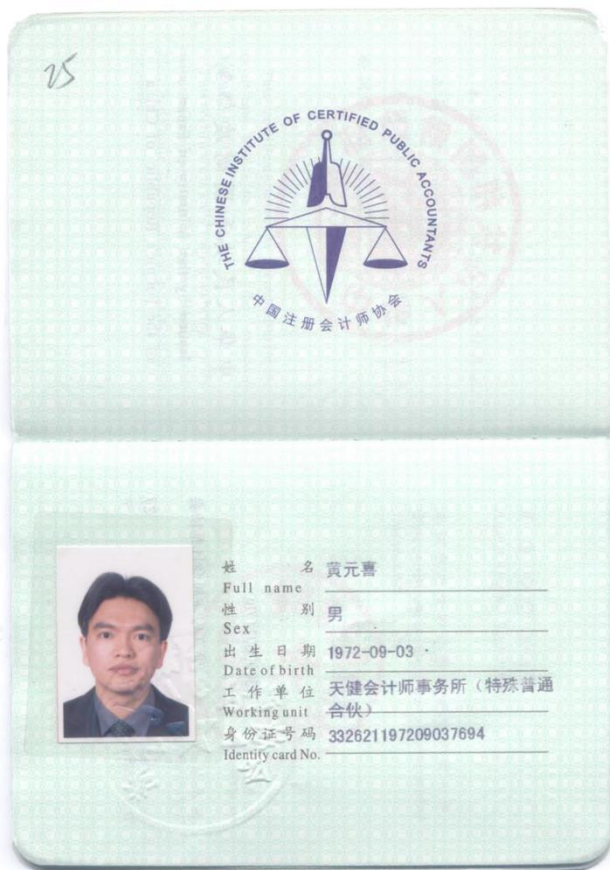 25
THE CHINESE INSTITUTE OF CERTIFIED PUBLIC ACCOUNTANTS
中国注册会计师协会
姓 名 黄元喜
Full name
性 别 男
Sex
出生日期 1972-09-03
Date of birth
工作单位 天健会计师事务所（特殊普通
Working unit 合伙）
身份证号码 332621197209037694
Identity card No.